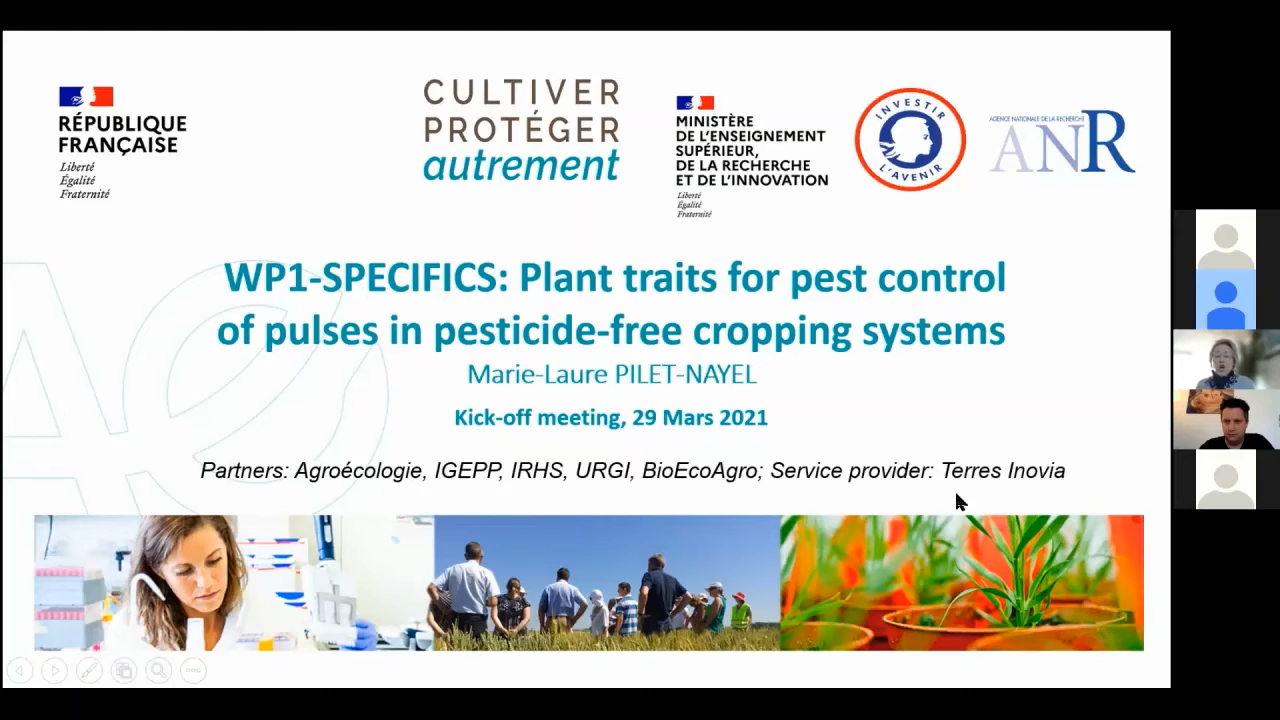 RÉPUBLIQUE
FRANÇAISE
Liberté
Égalité
Fraternité
CULTIVER
PROTÉGER
autrement
MINISTÈRE
DE L'ENSEIGNEMENT
SUPÉRIEUR,
DE LA RECHERCHE
ET DE L'INNOVATION
Liberté
Égalité
Fraternité
INVESTIR
L'AVENIR
AGENCE NATIONALE DE LA RECHERCHE
ANR
WP1-SPECIFICS: Plant traits for pest control
of pulses in pesticide-free cropping systems
Marie-Laure PILET-NAYEL
Kick-off meeting, 29 Mars 2021
Partners: Agroécologie, IGEPP, IRHS, URGI, BioEcoAgro; Service provider: Terres Inovia